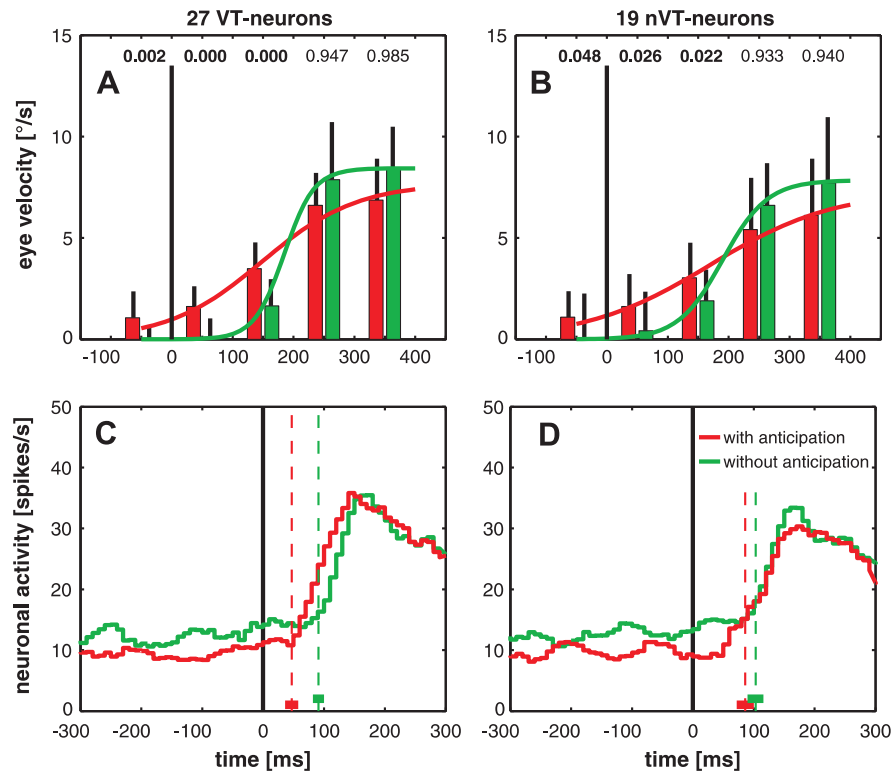 27 VT-neurons
19 nVT-neurons
15
0.002 0.000 0.000 0.947 0.985
A
10
5
0
eye velocity [°/s]
-100 0 100 200 300 400
0.048 0.026 0.022 0.933 0.940
B
15
10
5
0
-100 0 100 200 300 400
50
C
40
30
20
10
0
neuronal activity [spikes/s]
-300 -200 -100 0 100 200 300
time [ms]
50
D
with anticipation
without anticipation
40
30
20
10
0
-300 -200 -100 0 100 200 300
time [ms]